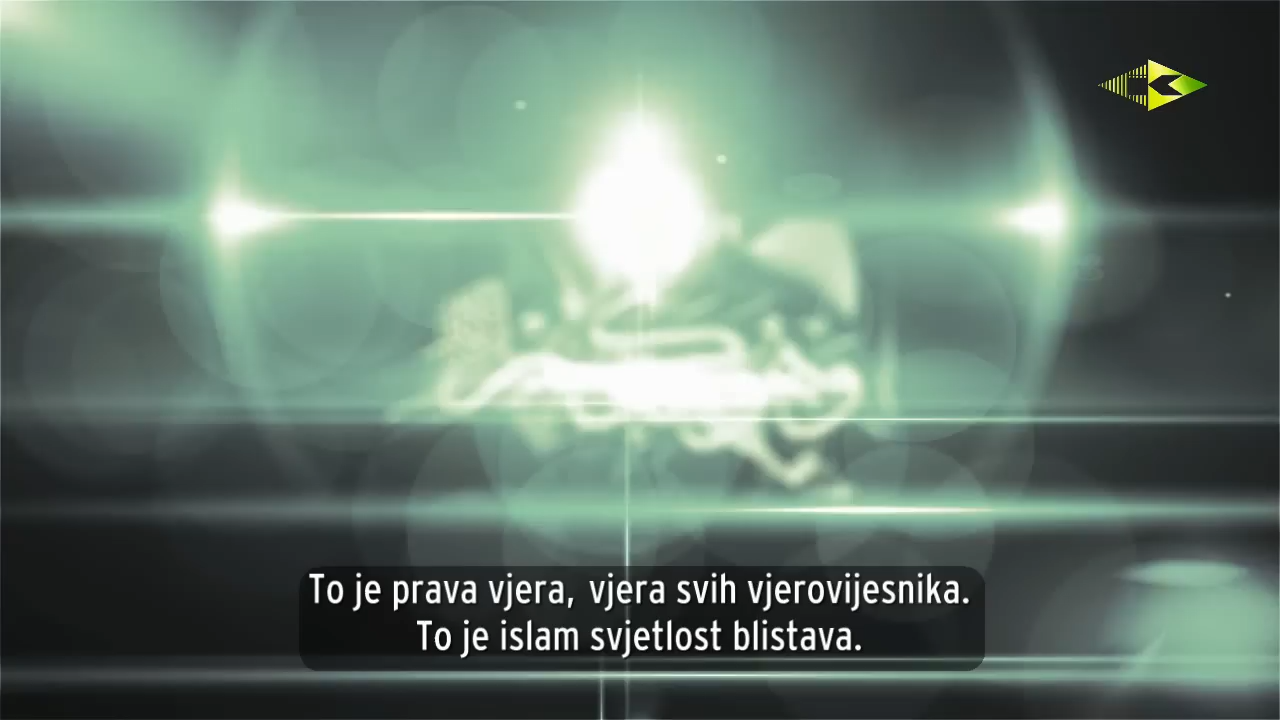 To je prava vjera, vjera svih vjerovijesnika.
To je islam svjetlost blistava.